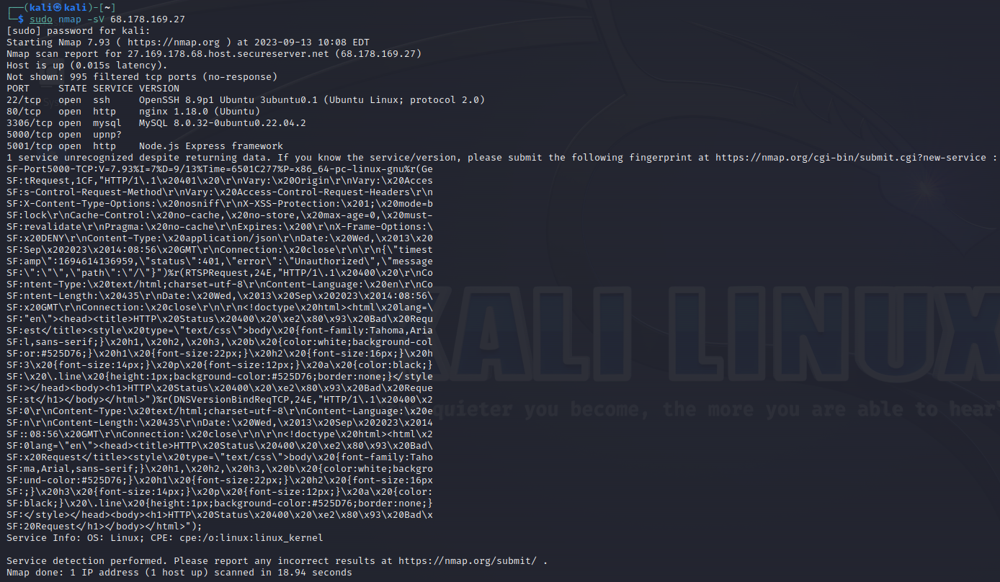 ┌──(kali㉿kali)-[~]
└─$ sudo nmap -sV 68.178.169.27
[sudo] password for kali:
Starting Nmap 7.93 ( https://nmap.org ) at 2023-09-13 10:08 EDT
Nmap scan report for 27.169.178.68.host.secureserver.net (68.178.169.27)
Host is up (0.015s latency).
Not shown: 995 filtered tcp ports (no-response)
PORT     STATE SERVICE VERSION
22/tcp   open  ssh     OpenSSH 8.9p1 Ubuntu 3ubuntu0.1 (Ubuntu Linux; protocol 2.0)
80/tcp   open  http    nginx 1.18.0 (Ubuntu)
3306/tcp open  mysql   MySQL 8.0.32-0ubuntu0.22.04.2
5000/tcp open  upnp?
5001/tcp open  http    Node.js Express framework
1 service unrecognized despite returning data. If you know the service/version, please submit the following fingerprint at https://nmap.org/cgi-bin/submit.cgi?new-service :
SF-Port5000-TCP:V=7.93%I=7%D=9/13%Time=6501C277%P=x86_64-pc-linux-gnu%r(Ge
SF:tRequest,1CF,"HTTP/1\.1\x20401\x20\r\nVary:\x20Origin\r\nVary:\x20Acces
SF:s-Control-Request-Method\r\nVary:\x20Access-Control-Request-Headers\r\n
SF:X-Content-Type-Options:\x20nosniff\r\nX-XSS-Protection:\x201;\x20mode=b
SF:lock\r\nCache-Control:\x20no-cache,\x20no-store,\x20max-age=0,\x20must-
SF:revalidate\r\nPragma:\x20no-cache\r\nExpires:\x200\r\nX-Frame-Options:\
SF:x20DENY\r\nContent-Type:\x20application/json\r\nDate:\x20Wed,\x2013\x20
SF:Sep\x202023\x2014:08:56\x20GMT\r\nConnection:\x20close\r\n\r\n{\"timest
SF:amp\":1694614136959,\"status\":401,\"error\":\"Unauthorized\",\"message
SF:\":\"\",\"path\":\"/\"}")%r(RTSPRequest,24E,"HTTP/1\.1\x20400\x20\r\nCo
SF:ntent-Type:\x20text/html;charset=utf-8\r\nContent-Language:\x20en\r\nCo
SF:ntent-Length:\x20435\r\nDate:\x20Wed,\x2013\x20Sep\x202023\x2014:08:56\
SF:x20GMT\r\nConnection:\x20close\r\n\r\n<!doctype\x20html><html\x20lang=\
SF:"en\"><head><title>HTTP\x20Status\x20400\x20\xe2\x80\x93\x20Bad\x20Requ
SF:est</title><style\x20type=\"text/css\">body\x20{font-family:Tahoma,Aria
SF:l,sans-serif;}\x20h1,\x20h2,\x20h3,\x20b\x20{color:white;background-col
SF:or:#525D76;}\x20h1\x20{font-size:22px;}\x20h2\x20{font-size:16px;}\x20h
SF:3\x20{font-size:14px;}\x20p\x20{font-size:12px;}\x20a\x20{color:black;}
SF:\x20\.line\x20{height:1px;background-color:#525D76;border:none;}</style
SF:></head><body><h1>HTTP\x20Status\x20400\x20\xe2\x80\x93\x20Bad\x20Reque
SF:st</h1></body></html>")%r(DNSVersionBindReqTCP,24E,"HTTP/1\.1\x20400\x2
SF:0\r\nContent-Type:\x20text/html;charset=utf-8\r\nContent-Language:\x20e
SF:n\r\nContent-Length:\x20435\r\nDate:\x20Wed,\x2013\x20Sep\x202023\x2014
SF::08:56\x20GMT\r\nConnection:\x20close\r\n\r\n<!doctype\x20html><html\x2
SF:0lang=\"en\"><head><title>HTTP\x20Status\x20400\x20\xe2\x80\x93\x20Bad\
SF:x20Request</title><style\x20type=\"text/css\">body\x20{font-family:Taho
SF:ma,Arial,sans-serif;}\x20h1,\x20h2,\x20h3,\x20b\x20{color:white;backgro
SF:und-color:#525D76;}\x20h1\x20{font-size:22px;}\x20h2\x20{font-size:16px
SF:;}\x20h3\x20{font-size:14px;}\x20p\x20{font-size:12px;}\x20a\x20{color:
SF:black;}\x20\.line\x20{height:1px;background-color:#525D76;border:none;}
SF:</style></head><body><h1>HTTP\x20Status\x20400\x20\xe2\x80\x93\x20Bad\x
SF:20Request</h1></body></html>");
Service Info: OS: Linux; CPE: cpe:/o:linux:linux_kernel
Service detection performed. Please report any incorrect results at https://nmap.org/submit/ .
Nmap done: 1 IP address (1 host up) scanned in 18.94 seconds
KALI LINUX
quieter you become, the more you are able to hear"